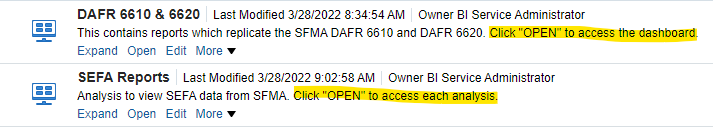 DAFR 6610 & 6620 Last Modified 3/28/2022 8:34:54 AM Owner BI Service Administrator
This contains reports which replicate the SFMA DAFR 6610 and DAFR 6620. Click "OPEN" to access the dashboard.
Expand Open Edit More
SEFA Reports Last Modified 3/28/2022 9:02:58 AM Owner BI Service Administrator
Analysis to view SEFA data from SFMA. Click "OPEN" to access each analysis.
Expand Open Edit More